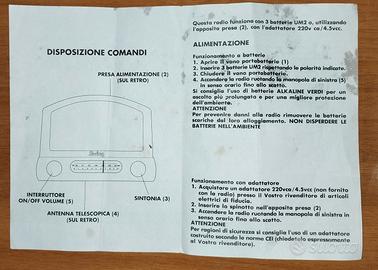 DISPOSIZIONE COMANDI
PRESA ALIMENTAZIONE (2)
(SUL RETRO)
INTERRUTTORE
ON/OFF VOLUME (5)
SINTONIA (3)
ANTENNA TELESCOPICA (4)
(SUL RETRO)
Questa radio funziona con 3 batterie UM2 o, utilizzando
l'apposita presa (2), con l'adattatore 220v ca/4.5vcc.
ALIMENTAZIONE
Funzionamento a batterie
1. Aprire il vano portabatterie (1)
2. Inserire 3 batterie UM2 rispettando le polarità indicate.
3. Chiudere il vano portabatterie.
4. Accendere la radio ruotando la manopola di sinistra (5)
in senso orario fino allo scatto.
Si consiglia l'uso di batterie ALKALINE VERDI per un
ascolto più prolungato e per una migliore protezione
dell'ambiente.
ATTENZIONE
Per prevenire danni alla radio rimuovere le batterie
scariche dal loro alloggiamento. NON DISPERDERE LE
BATTERIE NELL'AMBIENTE
Funzionamento con adattatore
1. Acquistare un adattatore 220vca/4.5vcc (non fornito
con la radio) presso il Vostro rivenditore di articoli
elettrici di fiducia.
2. Inserire lo spinotto nell'apposita presa (2)
3. Accendere la radio ruotando la manopola di sinistra in
senso orario fino allo scatto.
ATTENZIONE
Per ragioni di sicurezza si consiglia l'uso di un adattatore
costruito secondo le norme CEI (chiedetelo espressamente
al Vostro rivenditore).
subito.it